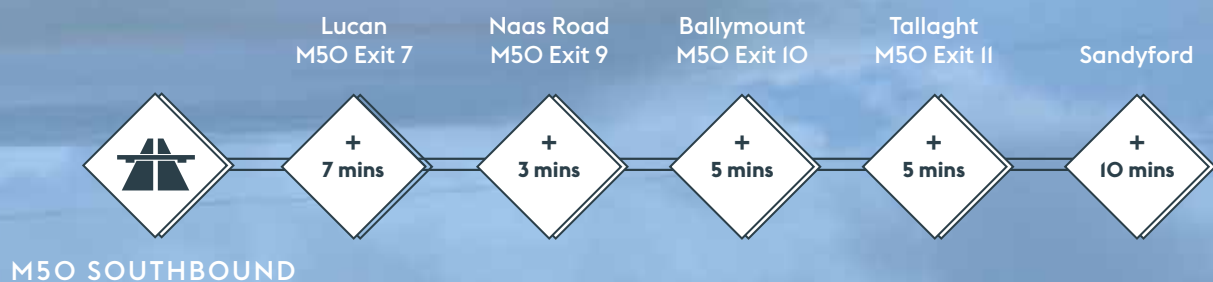 Lucan
M50 Exit 7
Naas Road
M50 Exit 9
Ballymount
M50 Exit 10
Tallaght
M50 Exit 11
Sandyford
+
7 mins
+
3 mins
+
5 mins
+
5 mins
+
10 mins
M50 SOUTHBOUND